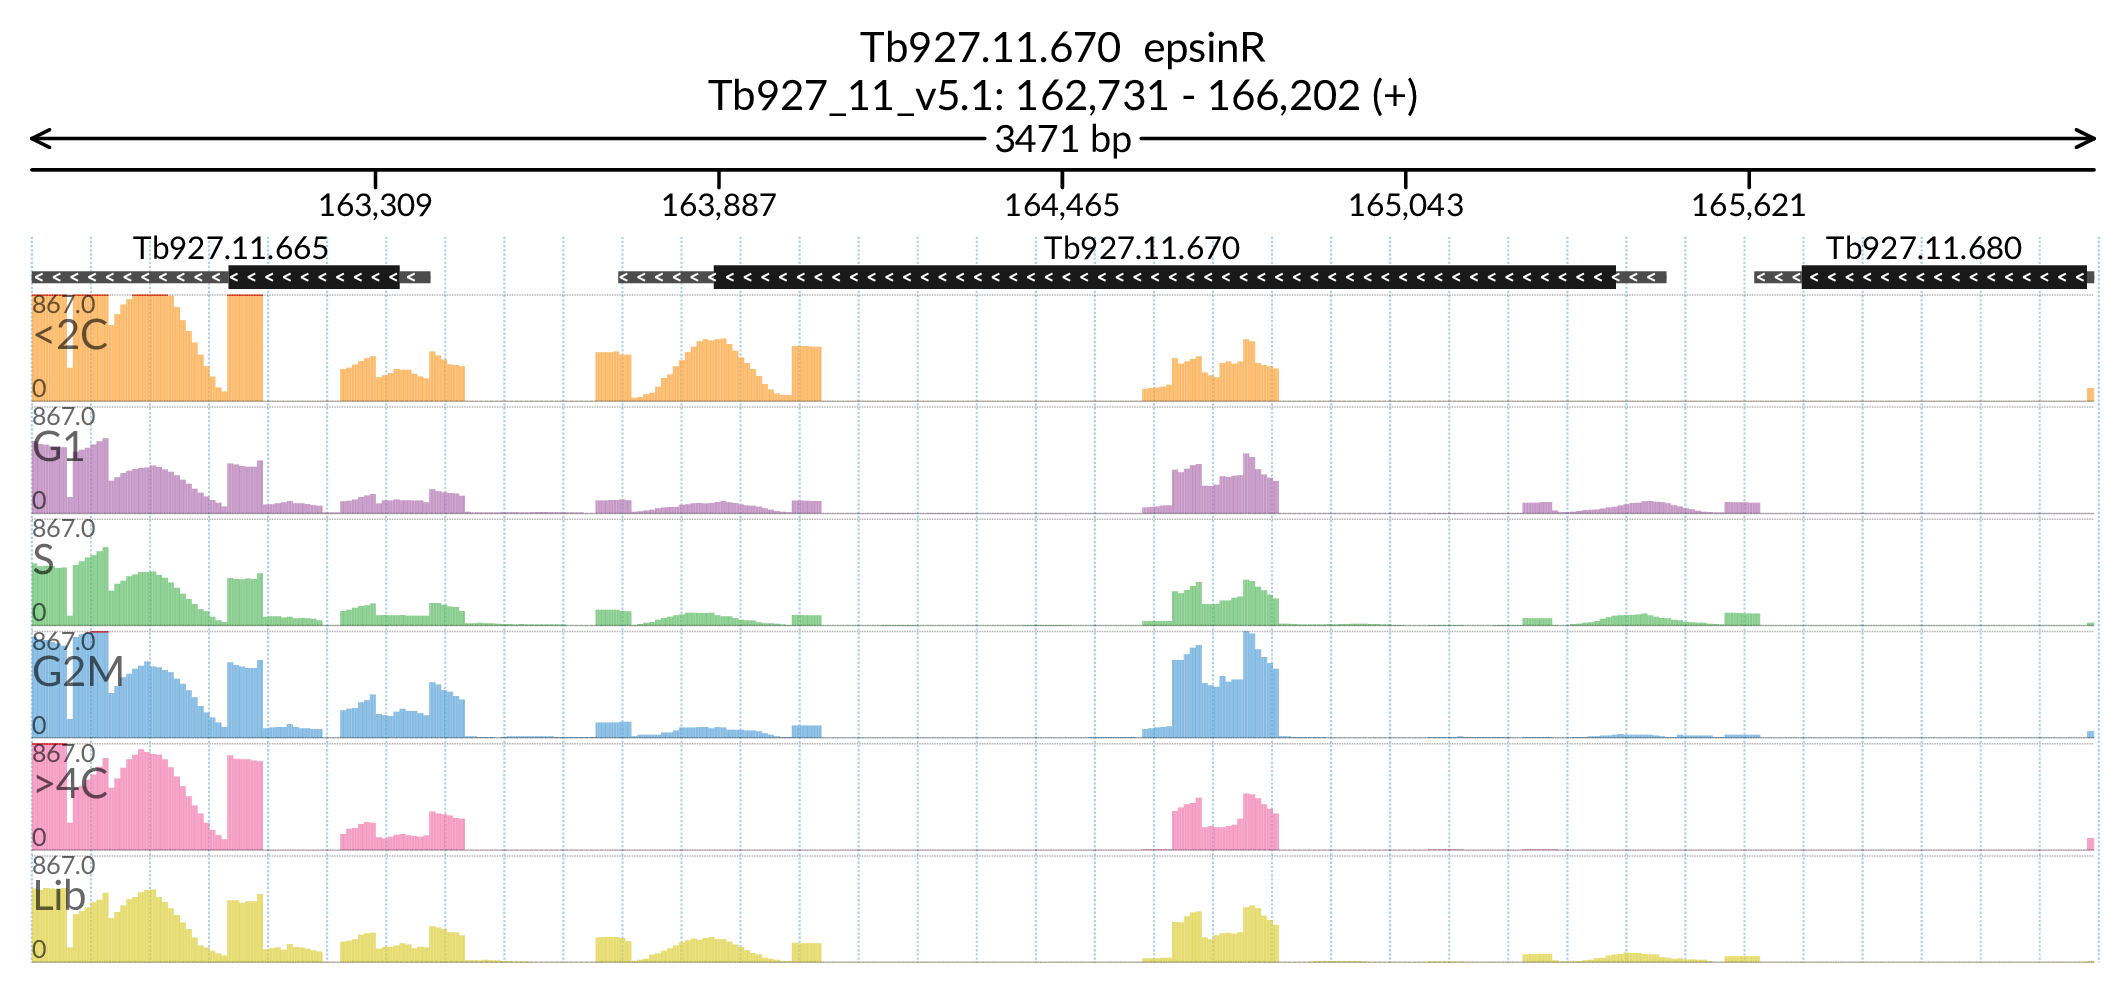 Tb927.11.670 epsinR
Tb927_11_v5.1: 162,731 - 166,202 (+)
3471 bp
163,309 163,887 164,465 165,043 165,621
Tb927.11.665 Tb927.11.670 Tb927.11.680
867.0
<2C
0
867.0
G1
0
867.0
S
0
867.0
G2M
0
867.0
>4C
0
867.0
Lib
0